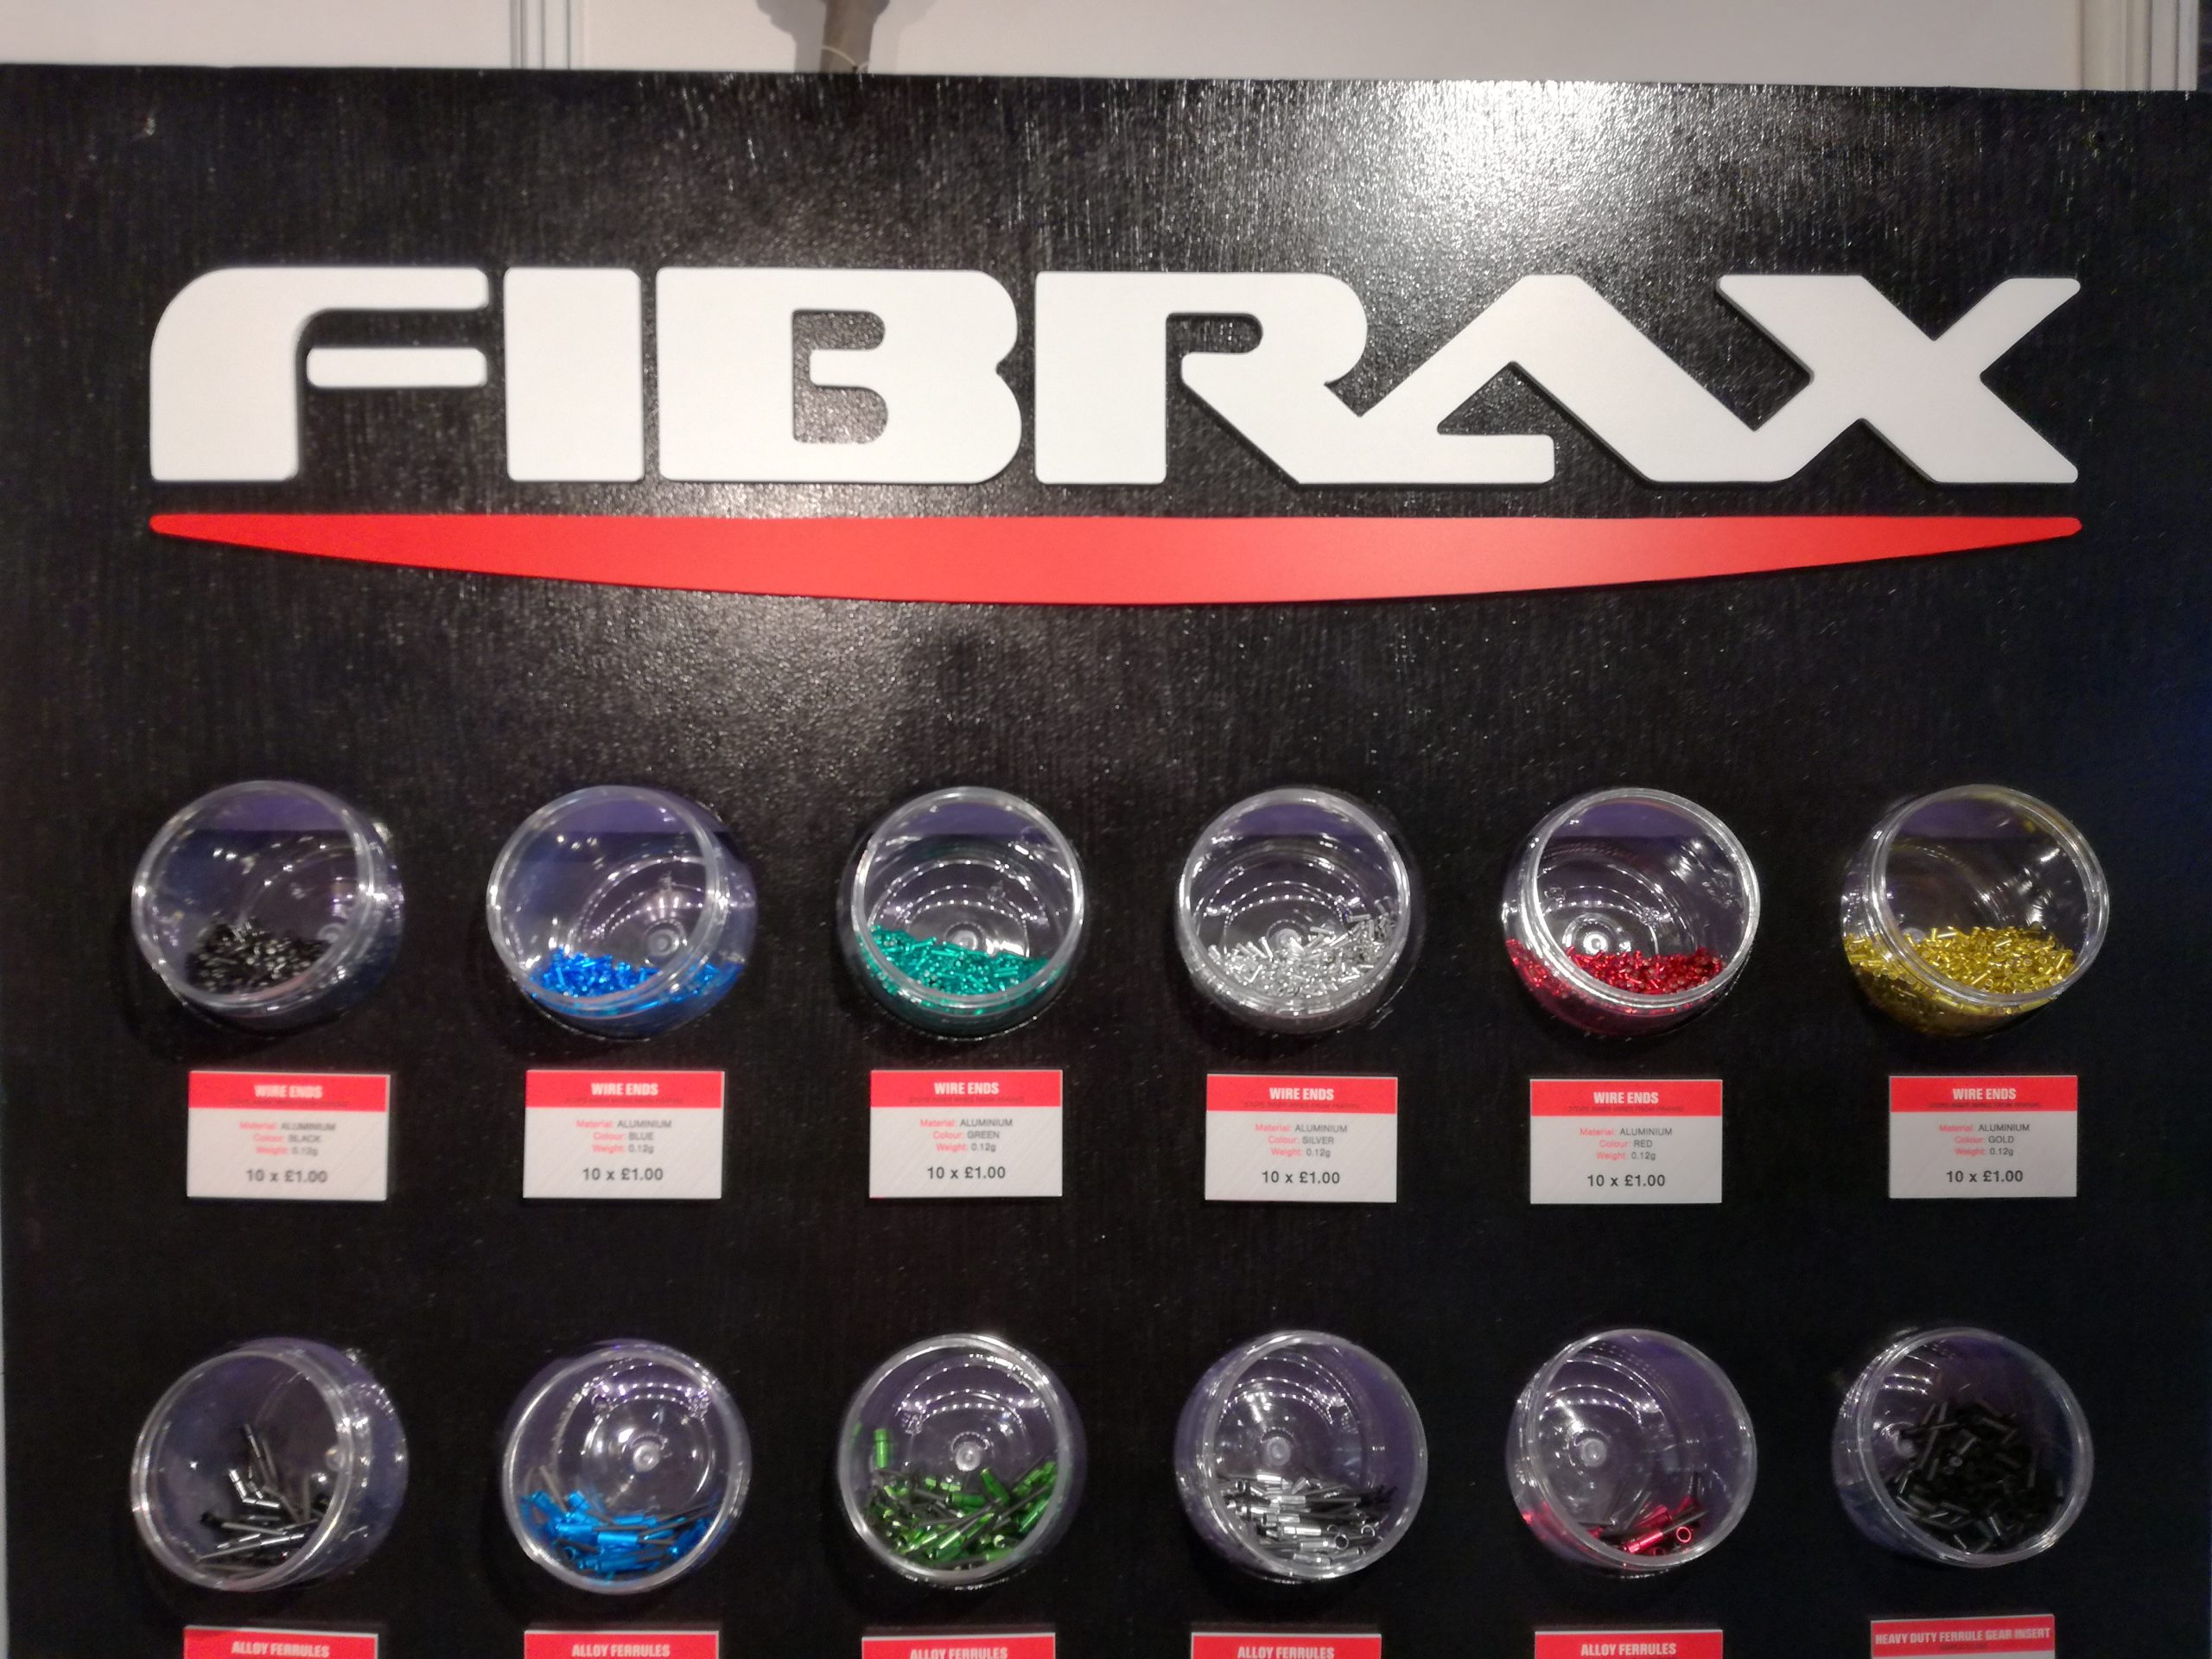 FIBRAX
WIRE ENDS
Material: ALUMINIUM
Colour: BLACK
Weight: 0.12g
10 x £1.00
WIRE ENDS
Material: ALUMINIUM
Colour: BLUE
Weight: 0.12g
10 x £1.00
WIRE ENDS
Material: ALUMINIUM
Colour: GREEN
Weight: 0.12g
10 x £1.00
WIRE ENDS
Material: ALUMINIUM
Colour: SILVER
Weight: 0.12g
10 x £1.00
WIRE ENDS
Material: ALUMINIUM
Colour: RED
Weight: 0.12g
10 x £1.00
WIRE ENDS
Material: ALUMINIUM
Colour: GOLD
Weight: 0.12g
10 x £1.00
ALLOY FERRULES
ALLOY FERRULES
ALLOY FERRULES
ALLOY FERRULES
ALLOY FERRULES
HEAVY DUTY FERRULE GEAR INSERT